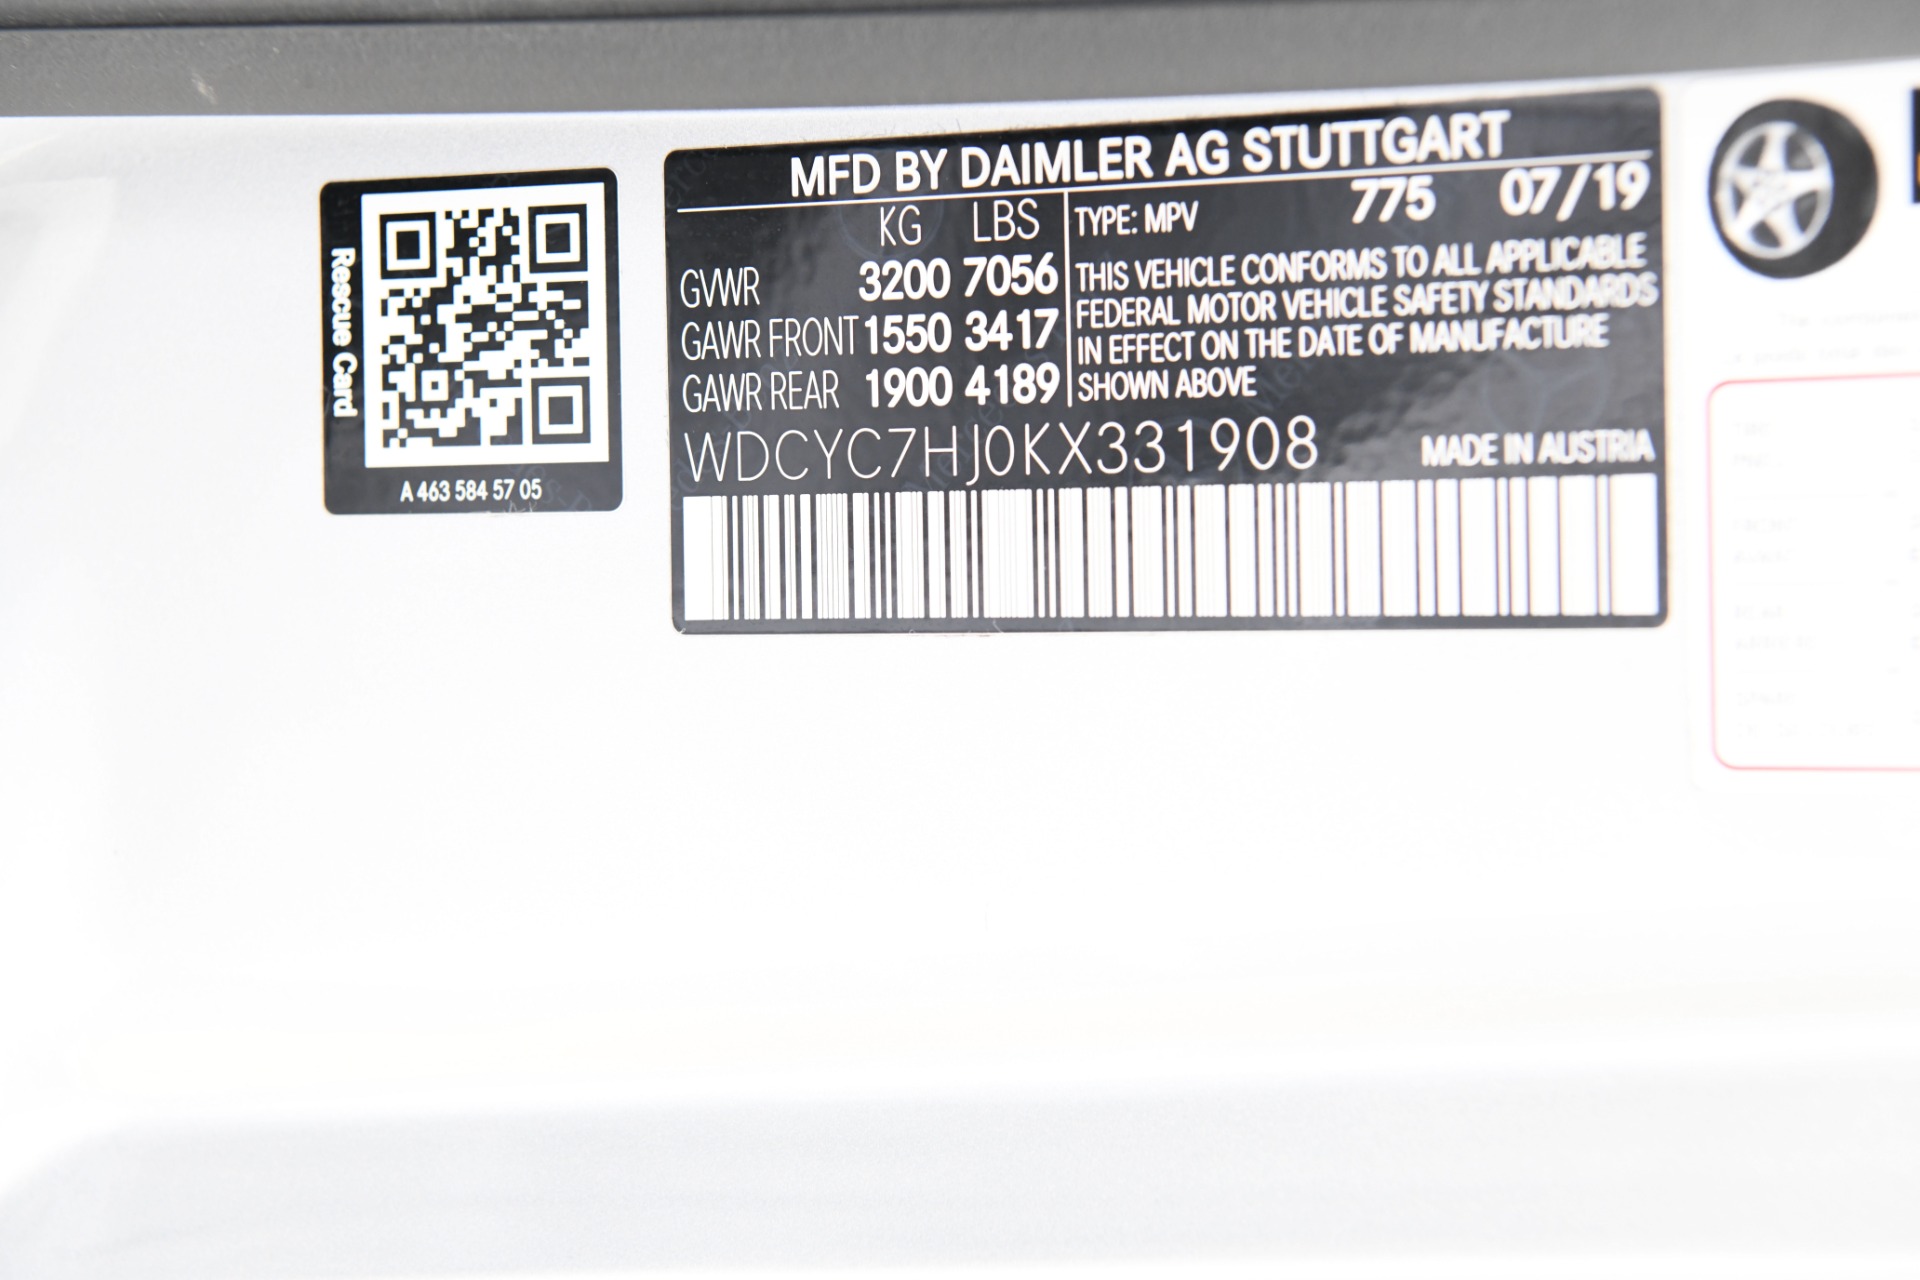 Rescue Card
A 463 584 57 05
MFD BY DAIMLER AG STUTTGART
KG LBS
GVWR 3200 7056
GAWR FRONT 1550 3417
GAWR REAR 1900 4189
TYPE: MPV 775 07/19
THIS VEHICLE CONFORMS TO ALL APPLICABLE
FEDERAL MOTOR VEHICLE SAFETY STANDARDS
IN EFFECT ON THE DATE OF MANUFACTURE
SHOWN ABOVE
WDCYC7HJ0KX331908 MADE IN AUSTRIA